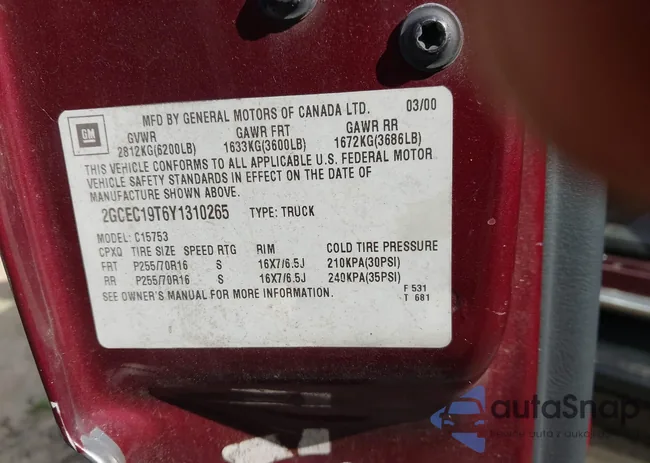 MFD BY GENERAL MOTORS OF CANADA LTD. 03/00
GM
GVWR GAWR FRT GAWR RR
2812KG(6200LB) 1633KG(3600LB) 1672KG(3686LB)
THIS VEHICLE CONFORMS TO ALL APPLICABLE U.S. FEDERAL MOTOR
VEHICLE SAFETY STANDARDS IN EFFECT ON THE DATE OF
MANUFACTURE SHOWN ABOVE.
2GCEC19T6Y1310265 TYPE: TRUCK
MODEL: C15753
CPXQ TIRE SIZE SPEED RTG RIM COLD TIRE PRESSURE
FRT P255/70R16 S 16X7/6.5J 210KPA(30PSI)
RR P255/70R16 S 16X7/6.5J 240KPA(35PSI)
SEE OWNER'S MANUAL FOR MORE INFORMATION.
F 531
T 681
autoSnap